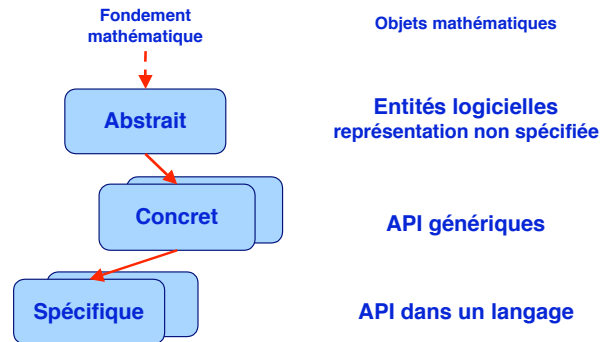 Fondement
mathématique
Objets mathématiques
Abstrait
Entités logicielles
représentation non spécifiée
Concret
API génériques
Spécifique
API dans un langage